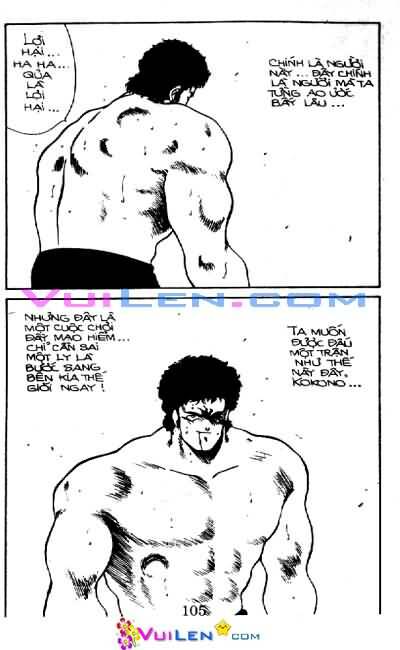 LỢI
HẠI...
HA HA...
QỦA
LÀ
LỢI
HẠI...
CHÍNH LÀ NGƯỜI
NÀY... ĐÂY CHÍNH
LÀ NGƯỜI MÀ TA
TỪNG AO ƯỚC
BẤY LÂU...
VUILEN.COM
NHƯNG ĐÂY LÀ
MỘT CUỘC CHƠI
ĐẦY MẠO HIỂM...
CHỈ CẦN SAI
MỘT LY LÀ
BƯỚC SANG
BÊN KIA THẾ
GIỚI NGAY!
TA MUỐN
ĐƯỢC ĐẤU
MỘT TRẬN
NHƯ THẾ
NÀY ĐÂY,
KOKONO...
105
VUILEN.COM